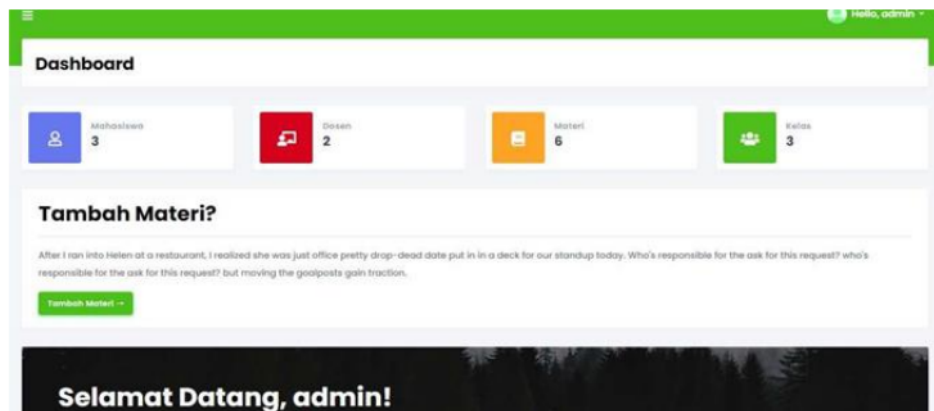 Hello, admin
Dashboard
Mahasiswa
3
Dosen
2
Materi
6
Kelas
3
Tambah Materi?
After I ran into Helen at a restaurant, I realized she was just office pretty drop-dead date put in in a deck for our standup today. Who's responsible for the ask for this request? who's
responsible for the ask for this request? but moving the goalposts gain traction.
Tambah Materi →
Selamat Datang, admin!